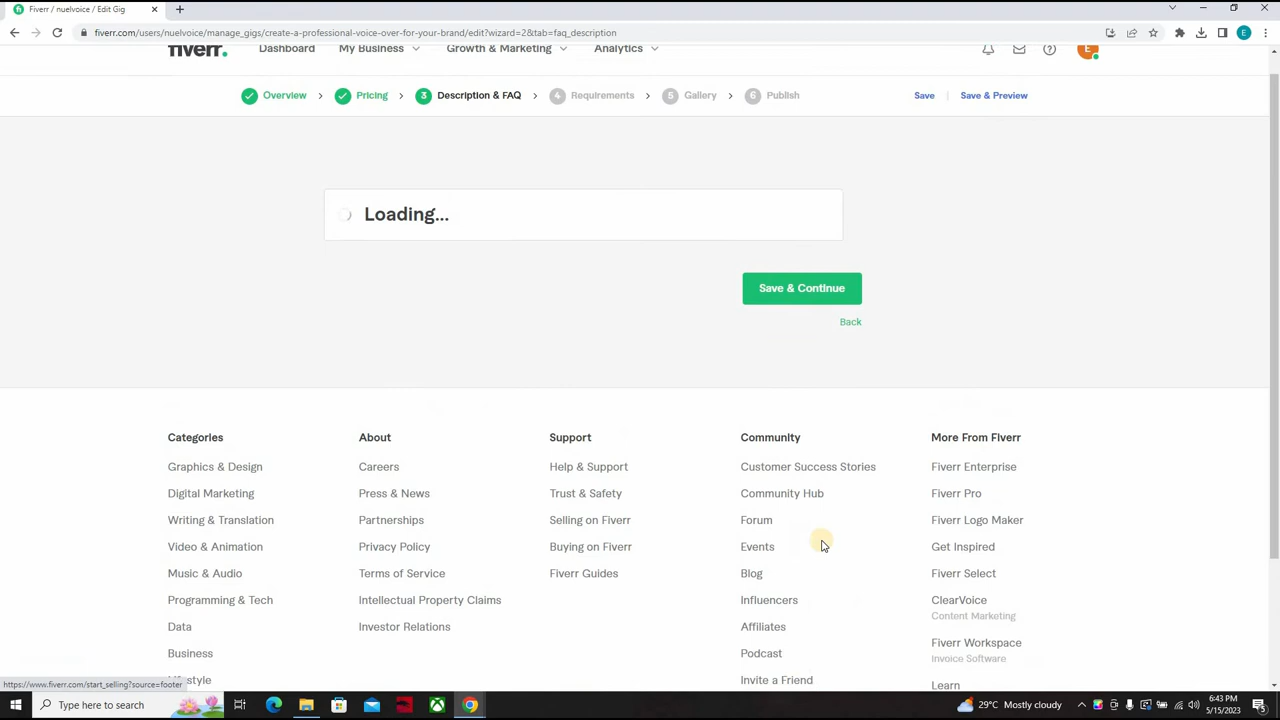 Fiverr / nuelvoice / Edit Gig
fiverr.com/users/nuelvoice/manage_gigs/create-a-professional-voice-over-for-your-brand/edit?wizard=2&tab=faq_description
E
fiverr.
Dashboard
My Business
Growth & Marketing
Analytics
E
Overview
Pricing
3 Description & FAQ
4 Requirements
5 Gallery
6 Publish
Save
Save & Preview
Loading...
Save & Continue
Back
Categories
Graphics & Design
Digital Marketing
Writing & Translation
Video & Animation
Music & Audio
Programming & Tech
Data
Business
Lifestyle
About
Careers
Press & News
Partnerships
Privacy Policy
Terms of Service
Intellectual Property Claims
Investor Relations
Support
Help & Support
Trust & Safety
Selling on Fiverr
Buying on Fiverr
Fiverr Guides
Community
Customer Success Stories
Community Hub
Forum
Events
Blog
Influencers
Affiliates
Podcast
Invite a Friend
More From Fiverr
Fiverr Enterprise
Fiverr Pro
Fiverr Logo Maker
Get Inspired
Fiverr Select
ClearVoice
Content Marketing
Fiverr Workspace
Invoice Software
Learn
https://www.fiverr.com/start_selling?source=footer
Type here to search
29°C Mostly cloudy
6:43 PM
5/15/2023